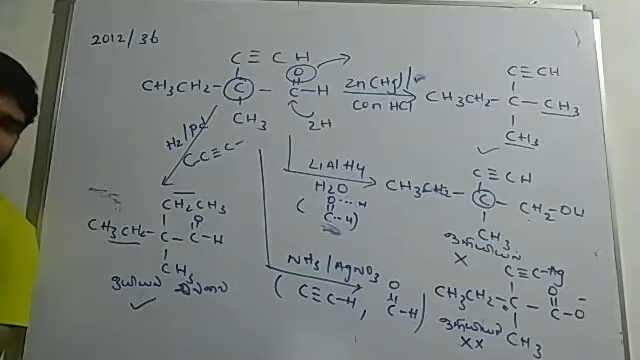 2012/36
C≡CH
O
CH3CH2-C-C-H
CH3
2H
Zn(Hg)/
Con HCl
C≡CH
CH3CH2-C-CH3
CH3
H2/Pd
C≡C-
LiAlH4
H2O
(O···H
C···H)
C≡CH
CH3CH2-C-CH2-OH
CH3
CH2CH3
O
CH3CH2-C-C-H
CH3
NH3/AgNO3
(C≡C-H,
O
C-H)
C≡C-Ag
O
CH3CH2-C-C-O-
CH3